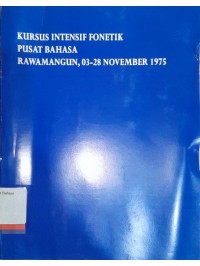 KURSUS INTENSIF FONETIK
PUSAT BAHASA
RAWAMANGUN, 03-28 NOVEMBER 1975